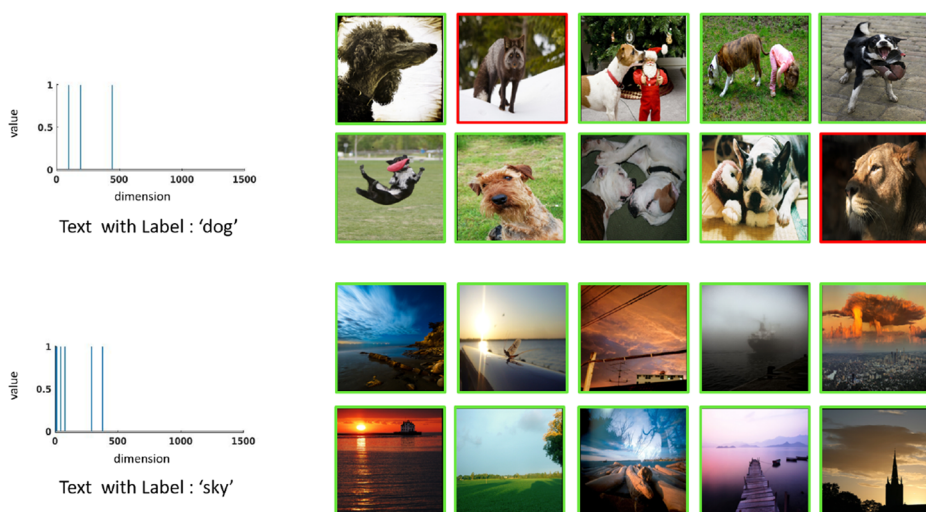 1
0.5
0
value
0 500 1000 1500
dimension
Text with Label : ‘dog’
1
0.5
0
value
0 500 1000 1500
dimension
Text with Label : ‘sky’